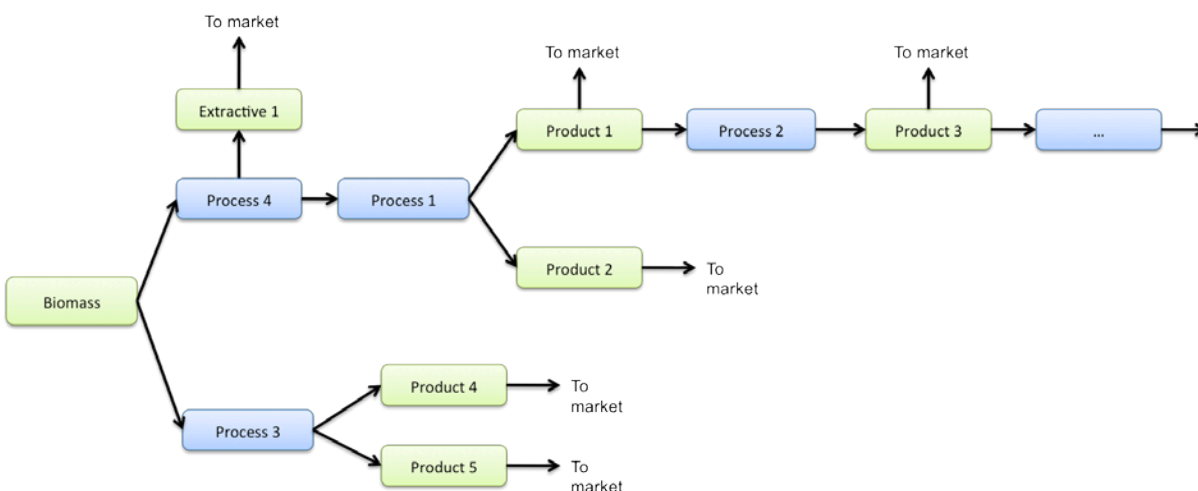 To market
To market
To market
Extractive 1
Product 1
Process 2
Product 3
...
Process 4
Process 1
Product 2
To
market
Biomass
Product 4
To
market
Process 3
Product 5
To
market